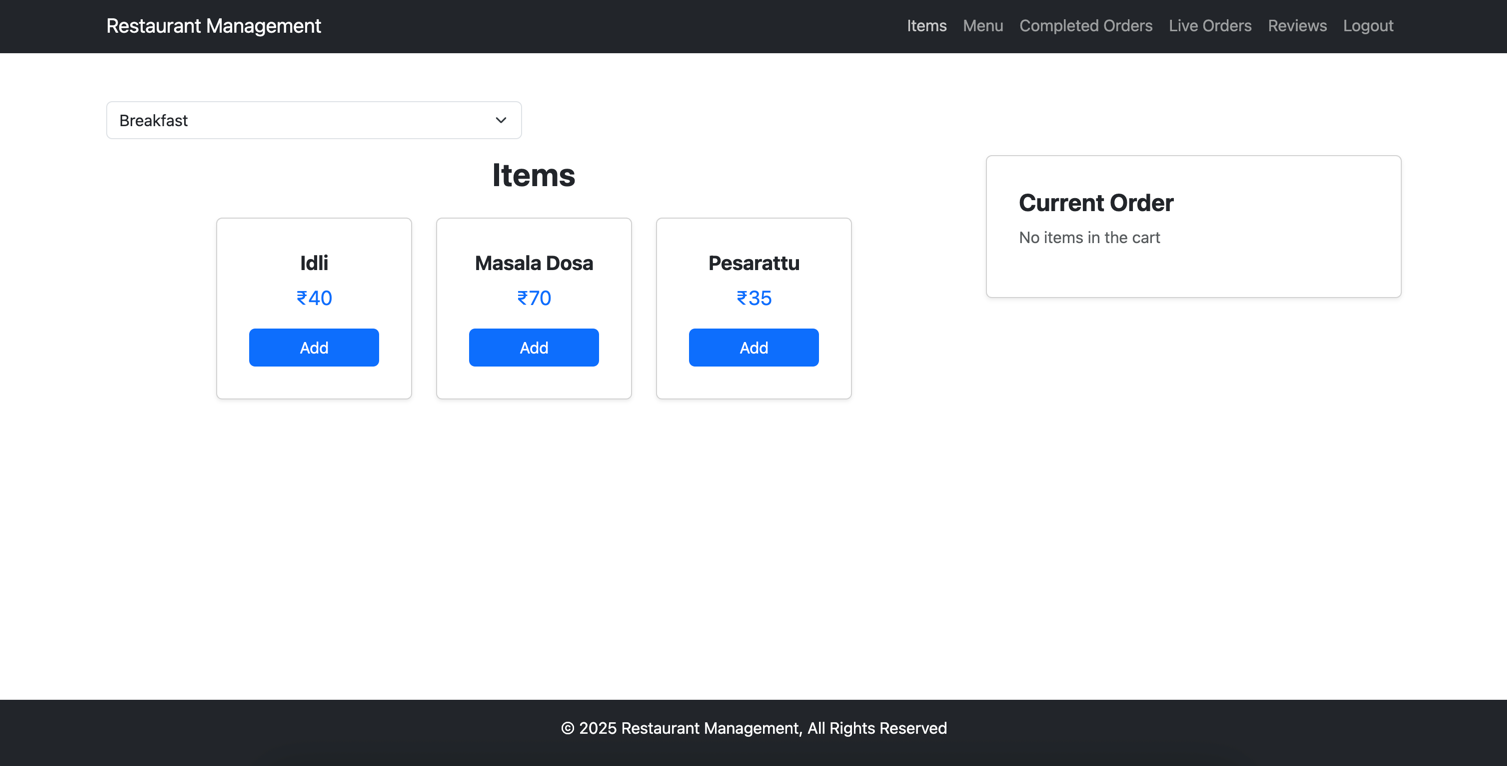 Restaurant Management
Items Menu Completed Orders Live Orders Reviews Logout
Breakfast
Items
Idli
₹40
Add
Masala Dosa
₹70
Add
Pesarattu
₹35
Add
Current Order
No items in the cart
© 2025 Restaurant Management, All Rights Reserved